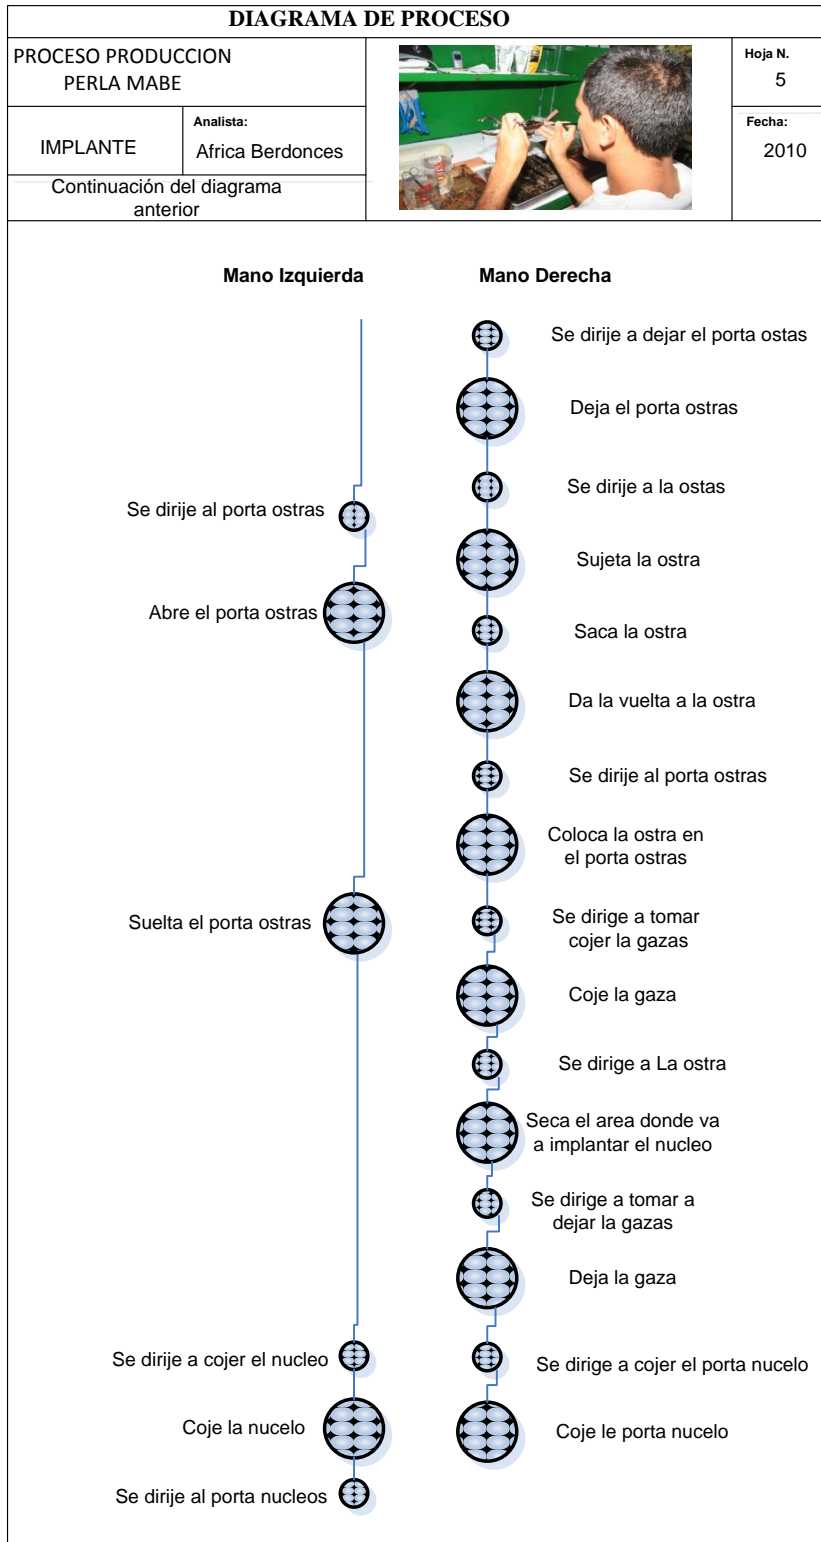 DIAGRAMA DE PROCESO
PROCESO PRODUCCION
PERLA MABE
Hoja N.
5
IMPLANTE
Analista:
Africa Berdonces
Fecha:
2010
Continuación del diagrama
anterior
Mano Izquierda
Mano Derecha
Se dirije a dejar el porta ostas
Deja el porta ostras
Se dirije a la ostas
Se dirije al porta ostras
Sujeta la ostra
Abre el porta ostras
Saca la ostra
Da la vuelta a la ostra
Se dirije al porta ostras
Coloca la ostra en
el porta ostras
Suelta el porta ostras
Se dirige a tomar
cojer la gazas
Coje la gaza
Se dirige a La ostra
Seca el area donde va
a implantar el nucleo
Se dirige a tomar a
dejar la gazas
Deja la gaza
Se dirije a cojer el nucleo
Se dirige a cojer el porta nucelo
Coje la nucelo
Coje le porta nucelo
Se dirije al porta nucleos